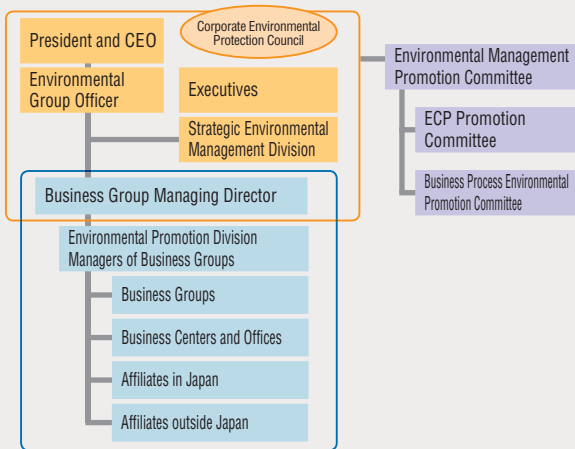 Corporate Environmental
Protection Council
President and CEO
Environmental
Group Officer
Executives
Strategic Environmental
Management Division
Business Group Managing Director
Environmental Promotion Division
Managers of Business Groups
Business Groups
Business Centers and Offices
Affiliates in Japan
Affiliates outside Japan
Environmental Management
Promotion Committee
ECP Promotion
Committee
Business Process Environmental
Promotion Committee